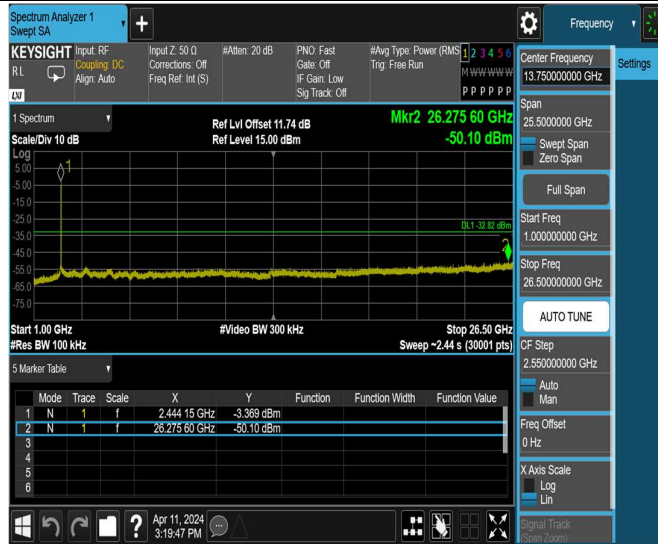 Spectrum Analyzer 1
Swept SA
+
Frequency
KEYSIGHT
RL
LXI
Input: RF
Coupling: DC
Align: Auto
Input Z: 50 Ω
Corrections: Off
Freq Ref: Int (S)
#Atten: 20 dB
PNO: Fast
Gate: Off
IF Gain: Low
Sig Track: Off
#Avg Type: Power (RMS
Trig: Free Run
1 2 3 4 5 6
M W W W W W
P P P P P P
1 Spectrum
Scale/Div 10 dB
Log
Ref Lvl Offset 11.74 dB
Ref Level 15.00 dBm
Mkr2 26.275 60 GHz
-50.10 dBm
5.00
-5.00
-15.0
-25.0
-35.0
-45.0
-55.0
-65.0
-75.0
1
DL1 -32.82 dBm
2
Start 1.00 GHz
#Res BW 100 kHz
#Video BW 300 kHz
Stop 26.50 GHz
Sweep ~2.44 s (30001 pts)
5 Marker Table
Mode Trace Scale X Y Function Function Width Function Value
1 N 1 f 2.444 15 GHz -3.369 dBm
2 N 1 f 26.275 60 GHz -50.10 dBm
3
4
5
6
?
Apr 11, 2024
3:19:47 PM
Center Frequency
13.750000000 GHz
Settings
Span
25.5000000 GHz
Swept Span
Zero Span
Full Span
Start Freq
1.000000000 GHz
Stop Freq
26.500000000 GHz
AUTO TUNE
CF Step
2.550000000 GHz
Auto
Man
Freq Offset
0 Hz
X Axis Scale
Log
Lin
Signal Track
(Span Zoom)